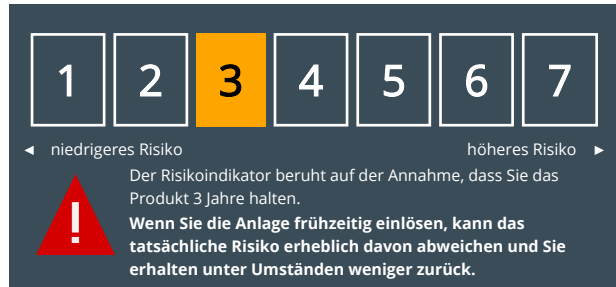 1 2 3 4 5 6 7
◄ niedrigeres Risiko höheres Risiko ►
Der Risikoindikator beruht auf der Annahme, dass Sie das
Produkt 3 Jahre halten.
Wenn Sie die Anlage frühzeitig einlösen, kann das
tatsächliche Risiko erheblich davon abweichen und Sie
erhalten unter Umständen weniger zurück.
!